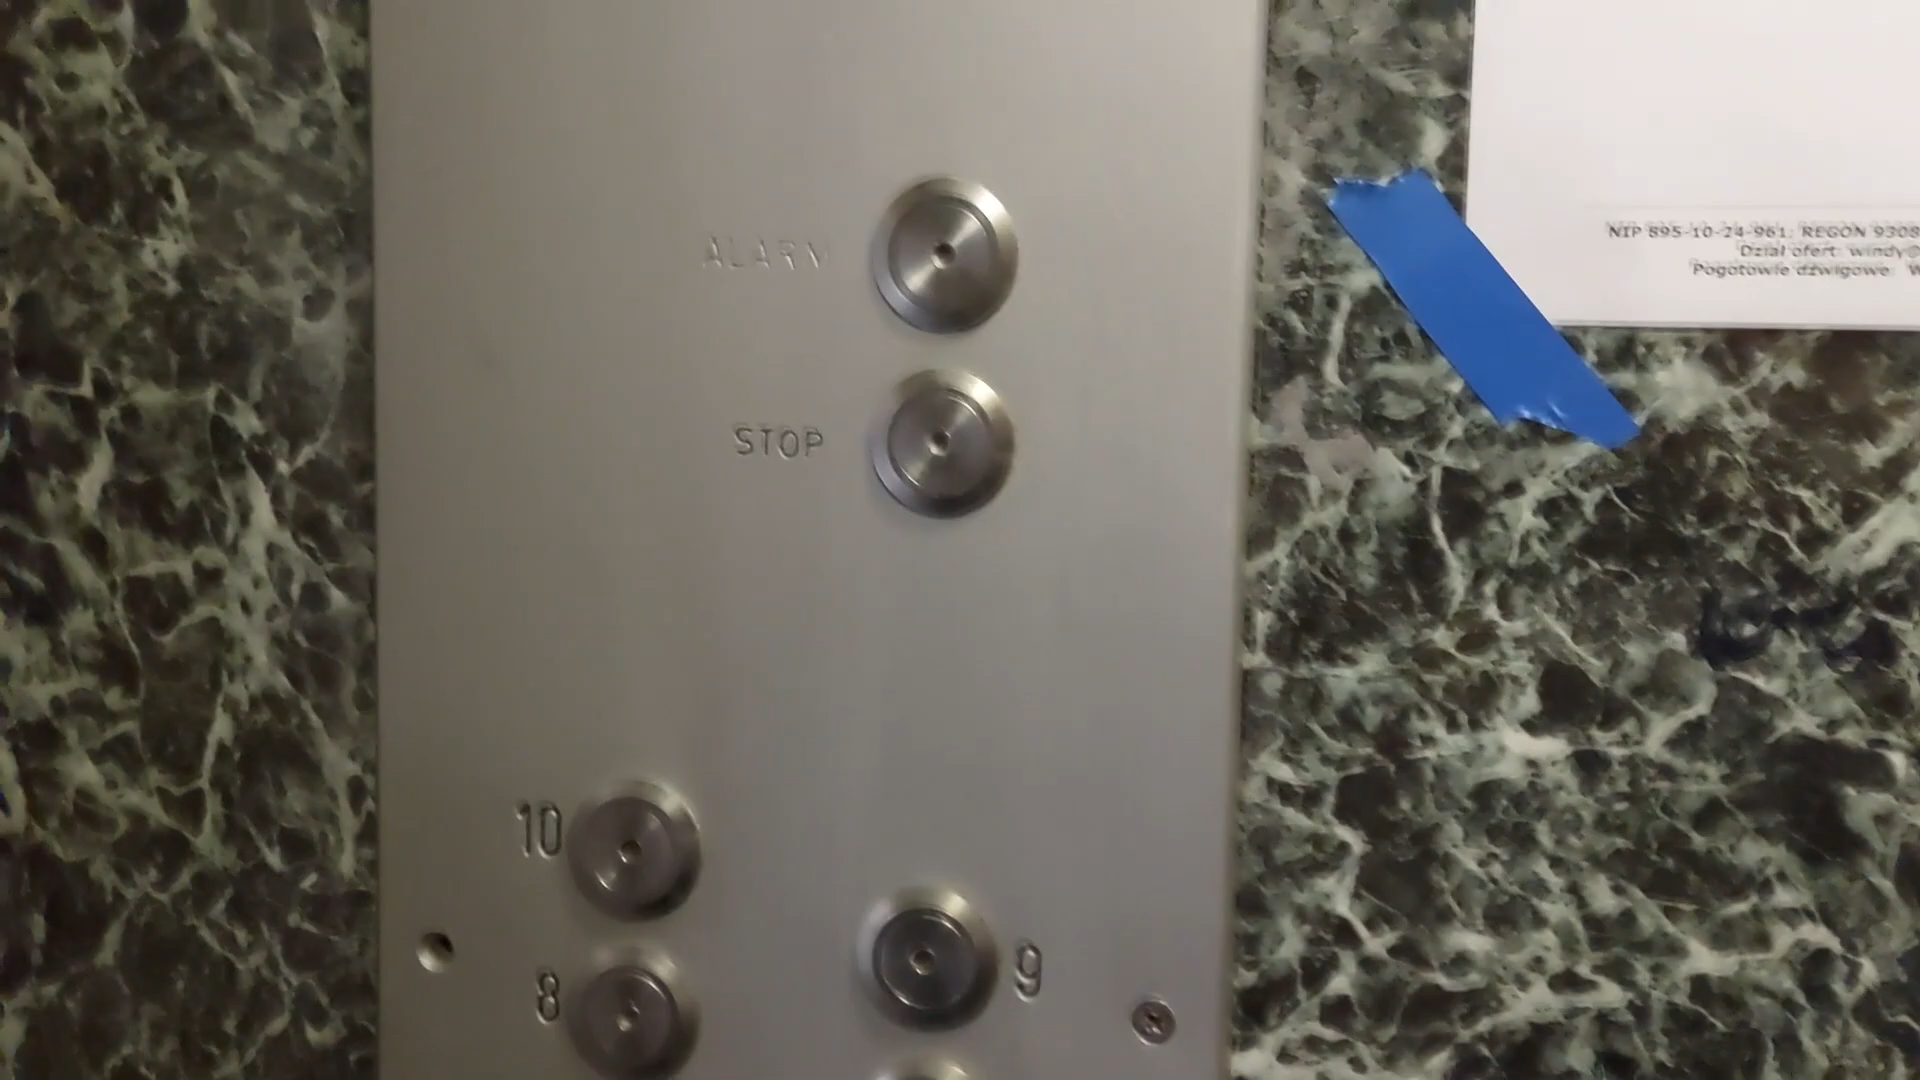 ALARM
STOP
10
8
9
NIP 895-10-24-961; REGON 9308
Dział ofert: windy@
Pogotowie dźwigowe: W